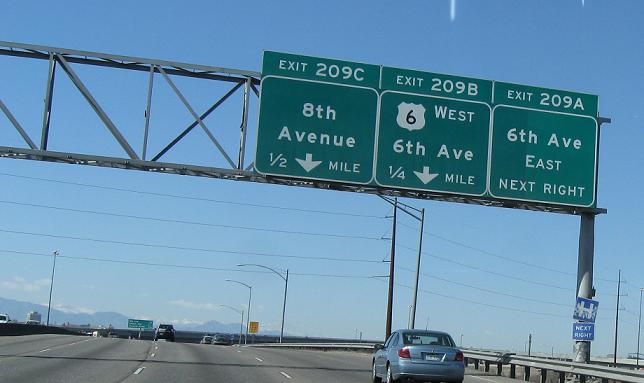 EXIT 209C
8th
Avenue
1/2 MILE
EXIT 209B
6 WEST
6th Ave
1/4 MILE
EXIT 209A
6th Ave
EAST
NEXT RIGHT
NEXT
RIGHT